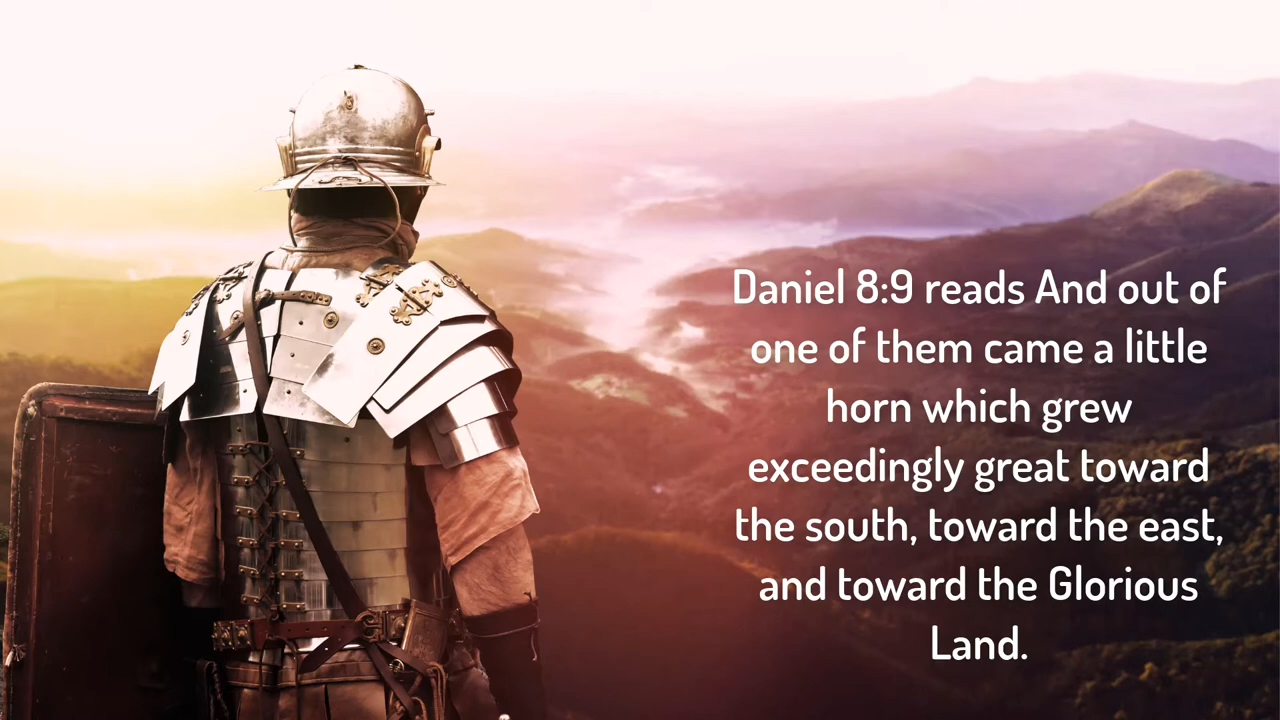 Daniel 8:9 reads And out of
one of them came a little
horn which grew
exceedingly great toward
the south, toward the east,
and toward the Glorious
Land.